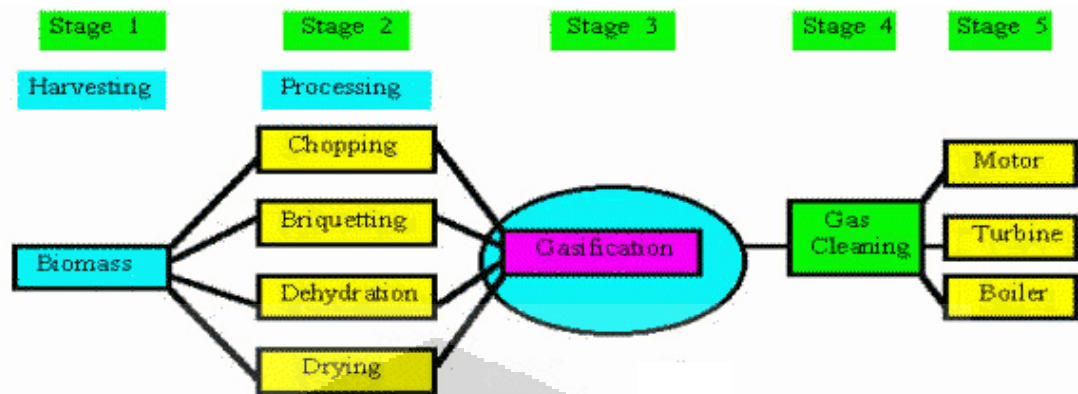 Stage 1 Stage 2 Stage 3 Stage 4 Stage 5
Harvesting Processing
Chopping
Briquetting
Dehydration
Drying
Biomass
Gasification
Gas
Cleaning
Motor
Turbine
Boiler